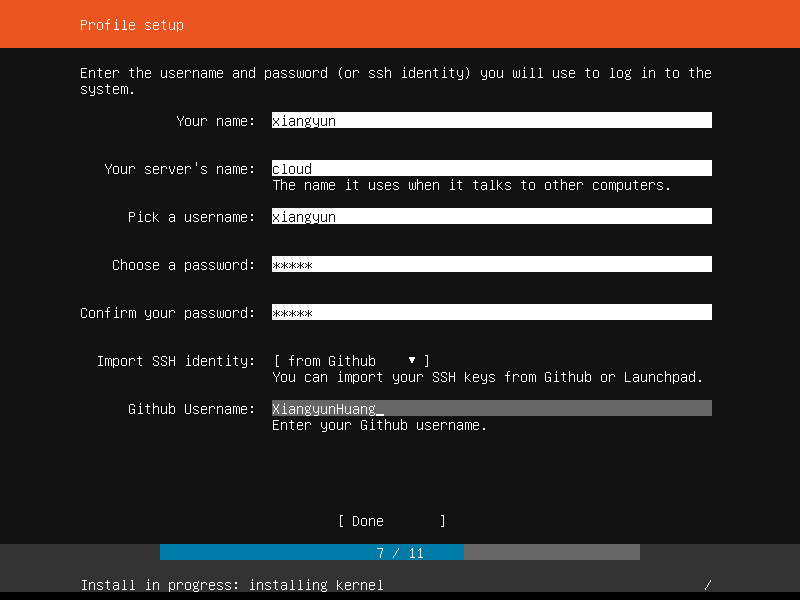 Profile setup
Enter the username and password (or ssh identity) you will use to log in to the
system.
Your name: xiangyun
Your server's name: cloud
The name it uses when it talks to other computers.
Pick a username: xiangyun
Choose a password: *****
Confirm your password: *****
Import SSH identity: [ from Github ▾ ]
You can import your SSH keys from Github or Launchpad.
Github Username: XiangyunHuang_
Enter your Github username.
[ Done ]
7 / 11
Install in progress: installing kernel /